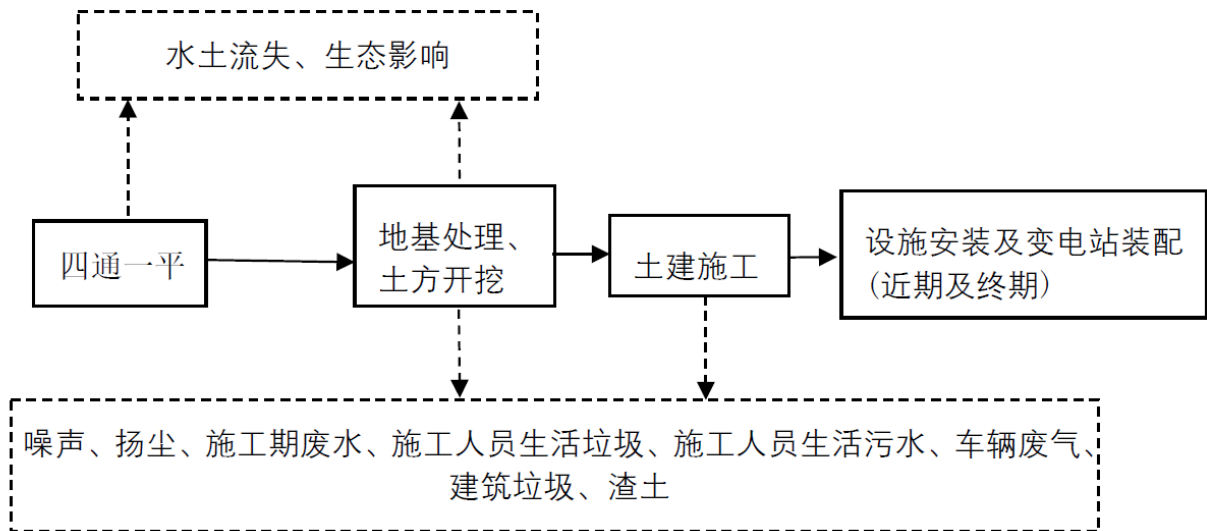 水土流失、生态影响
四通一平
地基处理、
土方开挖
土建施工
设施安装及变电站装配
(近期及终期)
噪声、扬尘、施工期废水、施工人员生活垃圾、施工人员生活污水、车辆废气、
建筑垃圾、渣土